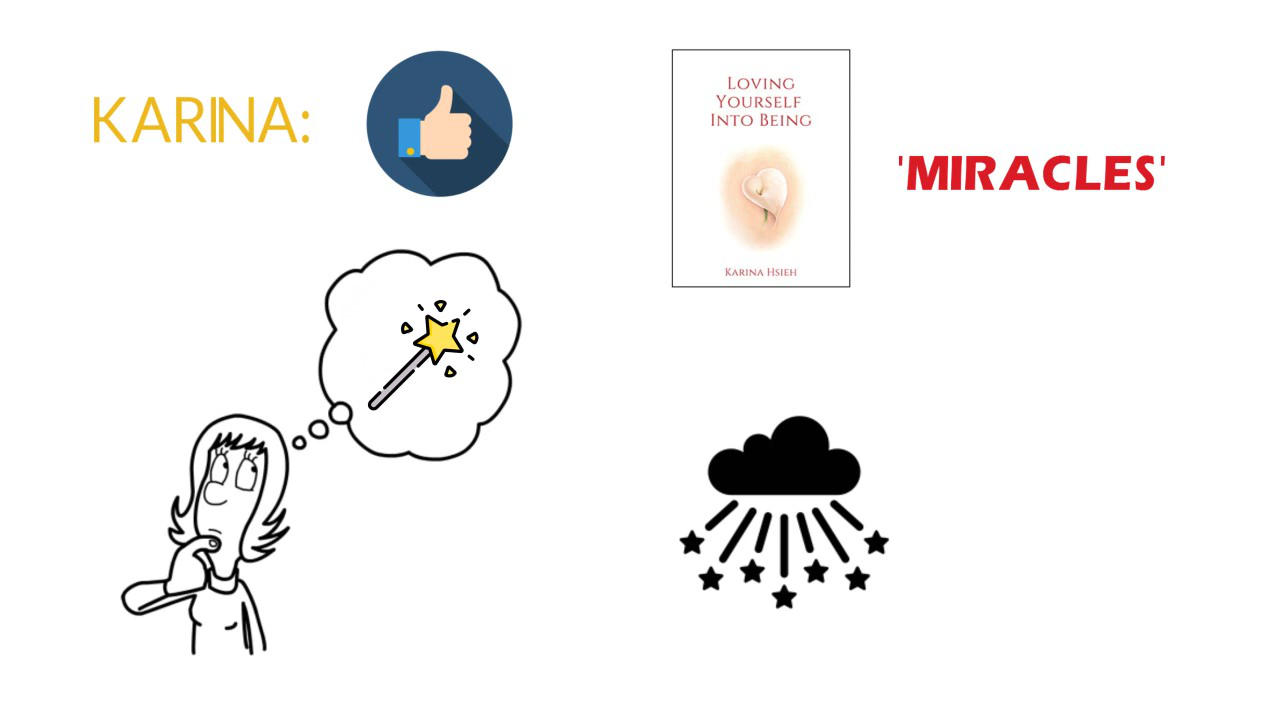 KARINA:
LOVING
YOURSELF
INTO BEING
KARINA HSIEH
'MIRACLES'